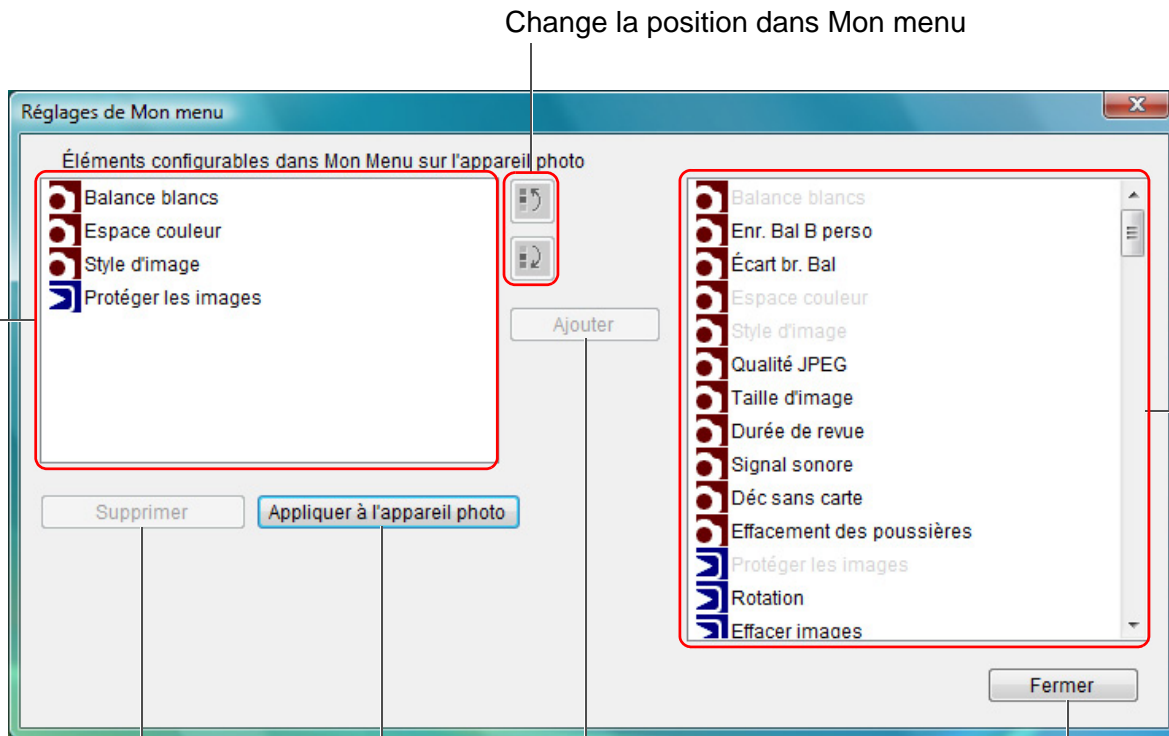 Change la position dans Mon menu
Réglages de Mon menu
Éléments configurables dans Mon Menu sur l'appareil photo
Balance blancs
Espace couleur
Style d'image
Protéger les images
Ajouter
Supprimer
Appliquer à l'appareil photo
Balance blancs
Enr. Bal B perso
Écart br. Bal
Espace couleur
Style d'image
Qualité JPEG
Taille d'image
Durée de revue
Signal sonore
Déc sans carte
Effacement des poussières
Protéger les images
Rotation
Effacer images
Fermer